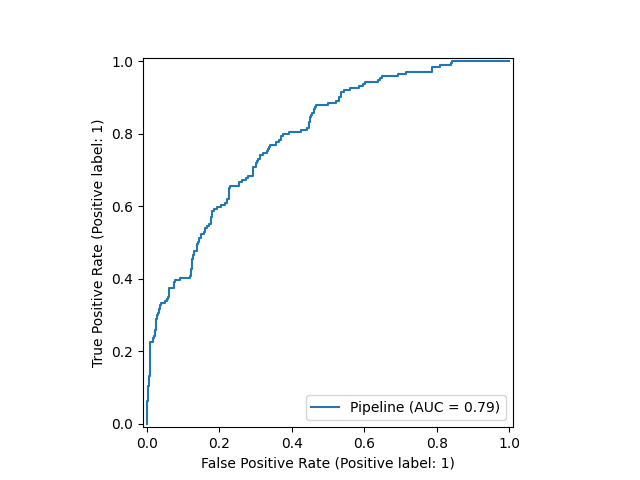 1.0
0.8
0.6
0.4
0.2
0.0
True Positive Rate (Positive label: 1)
Pipeline (AUC = 0.79)
0.0 0.2 0.4 0.6 0.8 1.0
False Positive Rate (Positive label: 1)